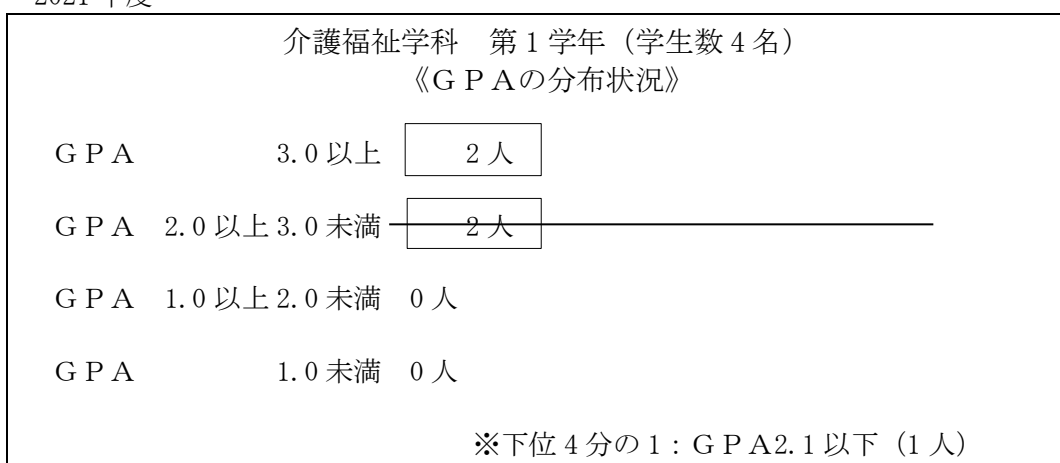 2021 年度
介護福祉学科　第１学年（学生数４名）
《ＧＰＡの分布状況》
ＧＰＡ　3.0 以上　2 人
ＧＰＡ　2.0 以上 3.0 未満　2 人
ＧＰＡ　1.0 以上 2.0 未満　0 人
ＧＰＡ　1.0 未満　0 人
※下位 4 分の 1：ＧＰＡ2.1 以下（1 人）